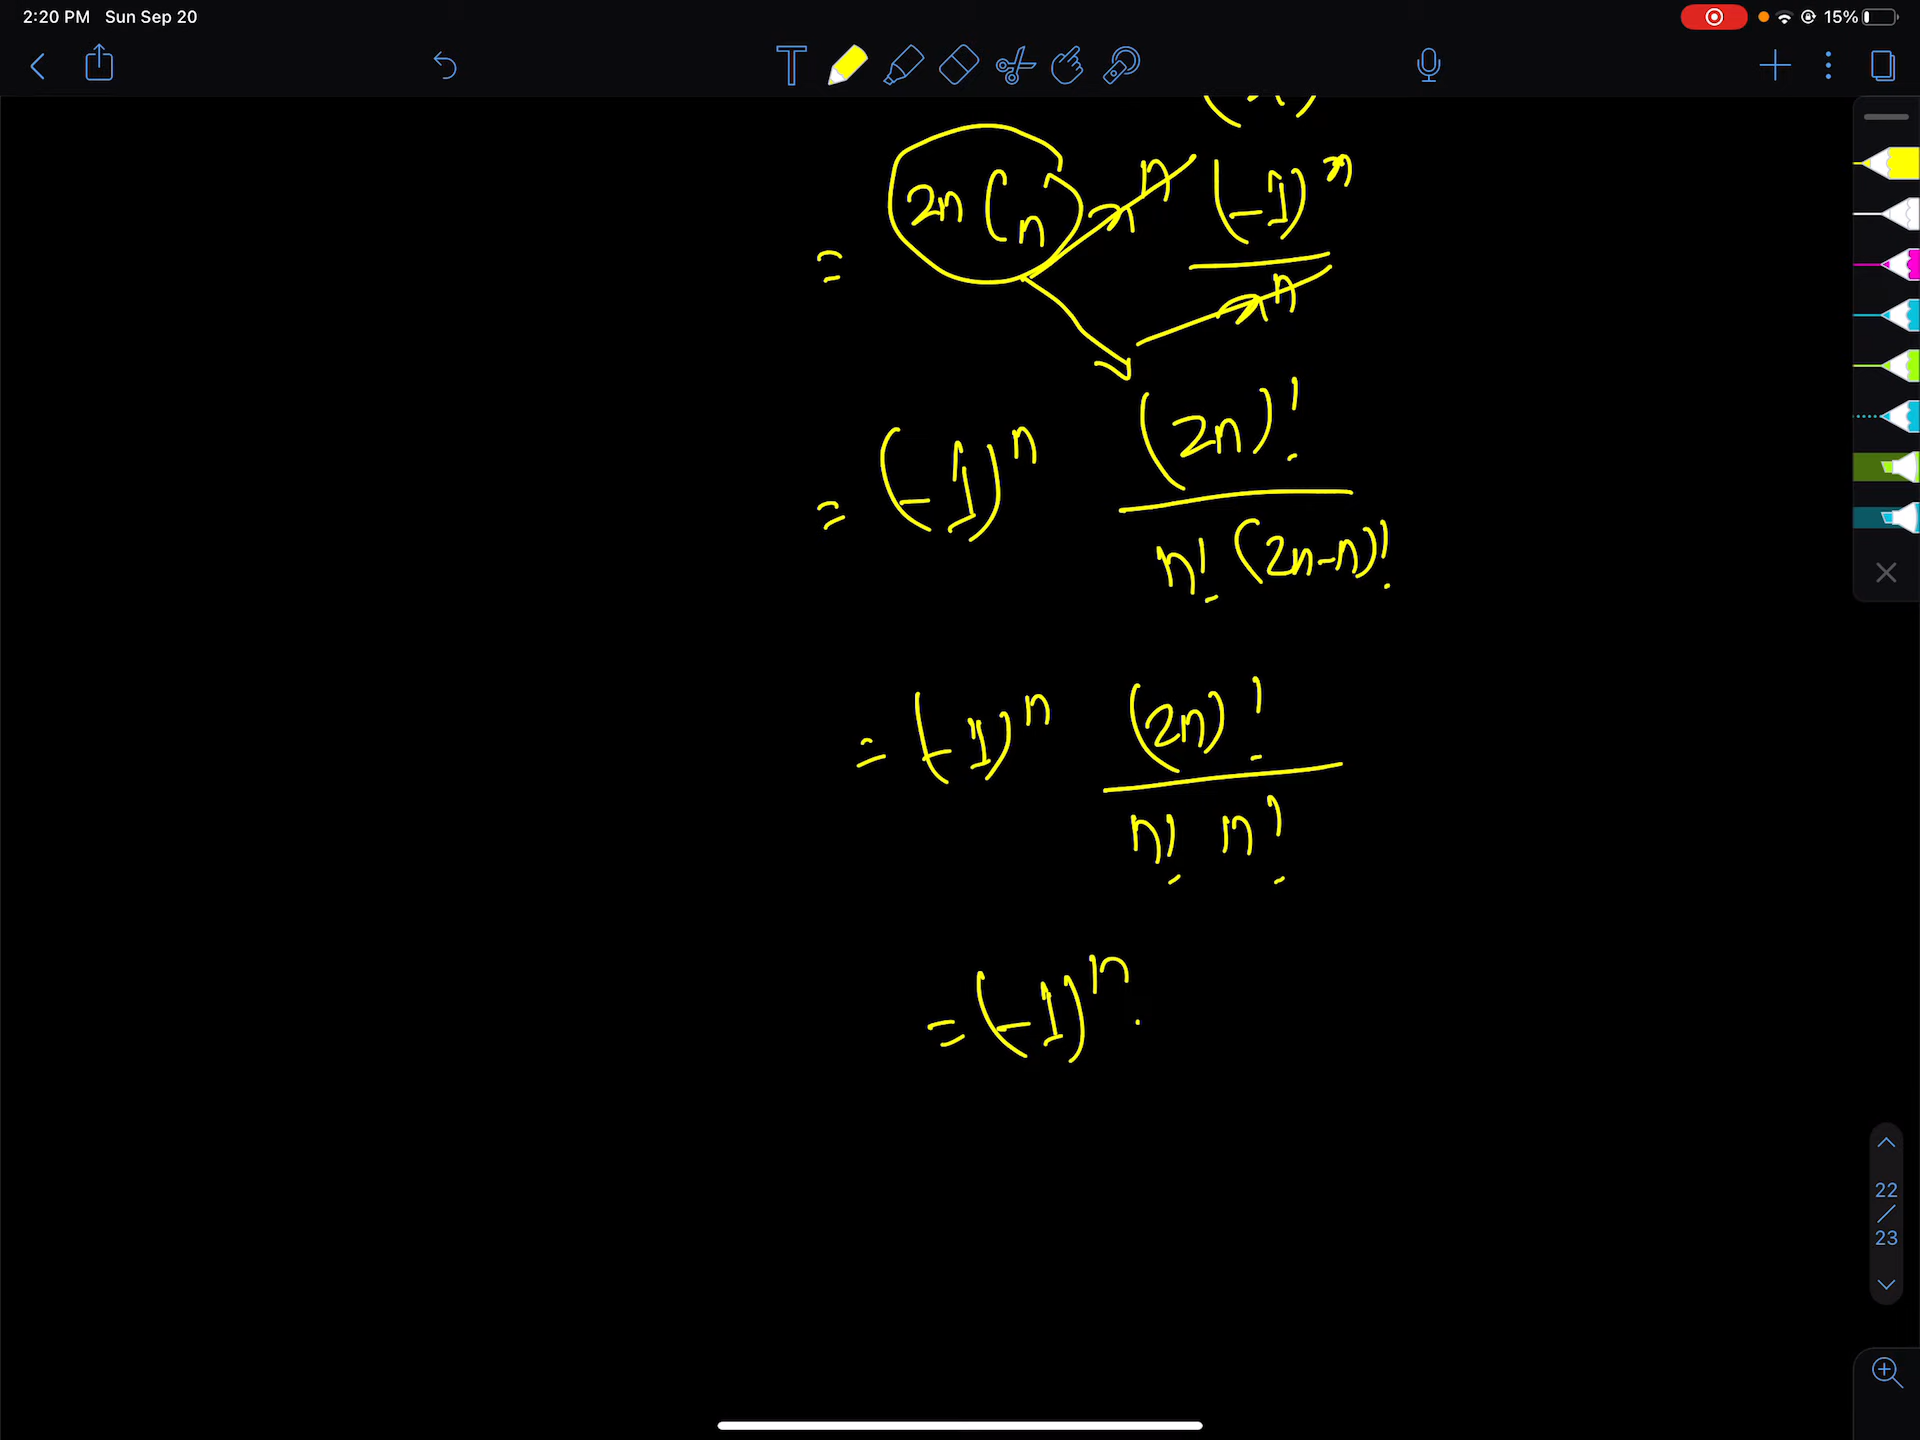 2:20 PM Sun Sep 20
15%
T
= 2n C n x^n (-1)^n / x^n
= (-1)^n (2n)! / n! (2n-n)!
= (-1)^n (2n)! / n! n!
= (-1)^n .
22
/
23